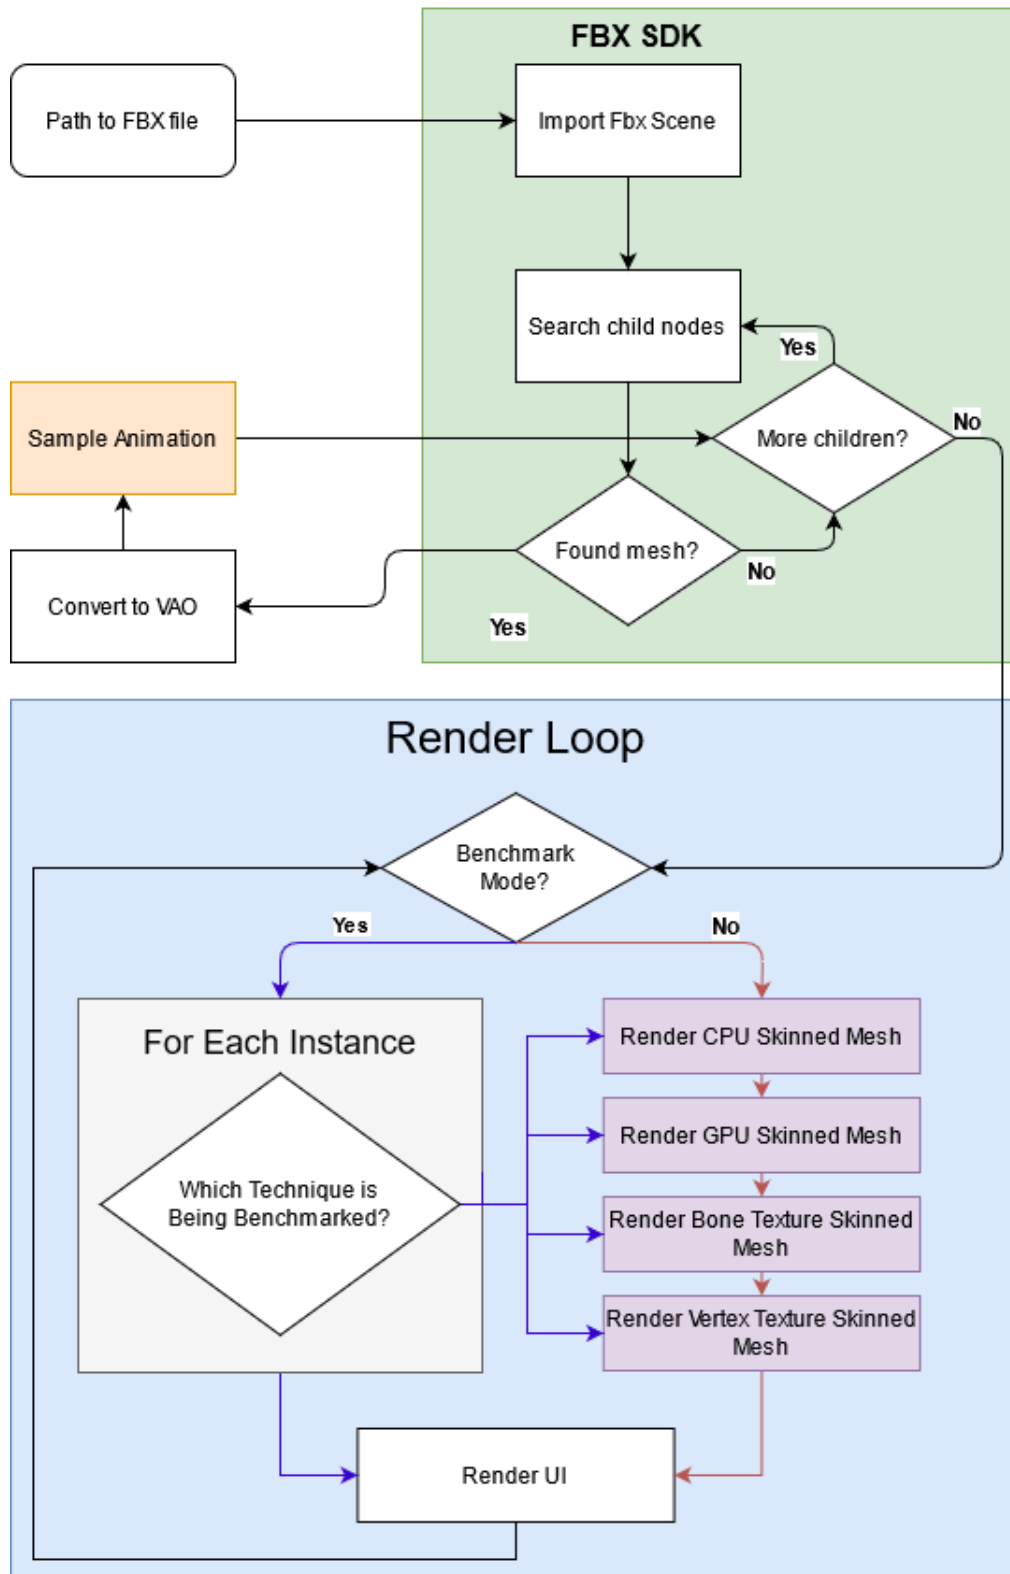 FBX SDK
Path to FBX file
Import Fbx Scene
Search child nodes
Yes
Sample Animation
More children?
No
Found mesh?
No
Convert to VAO
Yes
Render Loop
Benchmark
Mode?
Yes
No
For Each Instance
Render CPU Skinned Mesh
Render GPU Skinned Mesh
Which Technique is
Being Benchmarked?
Render Bone Texture Skinned
Mesh
Render Vertex Texture Skinned
Mesh
Render UI